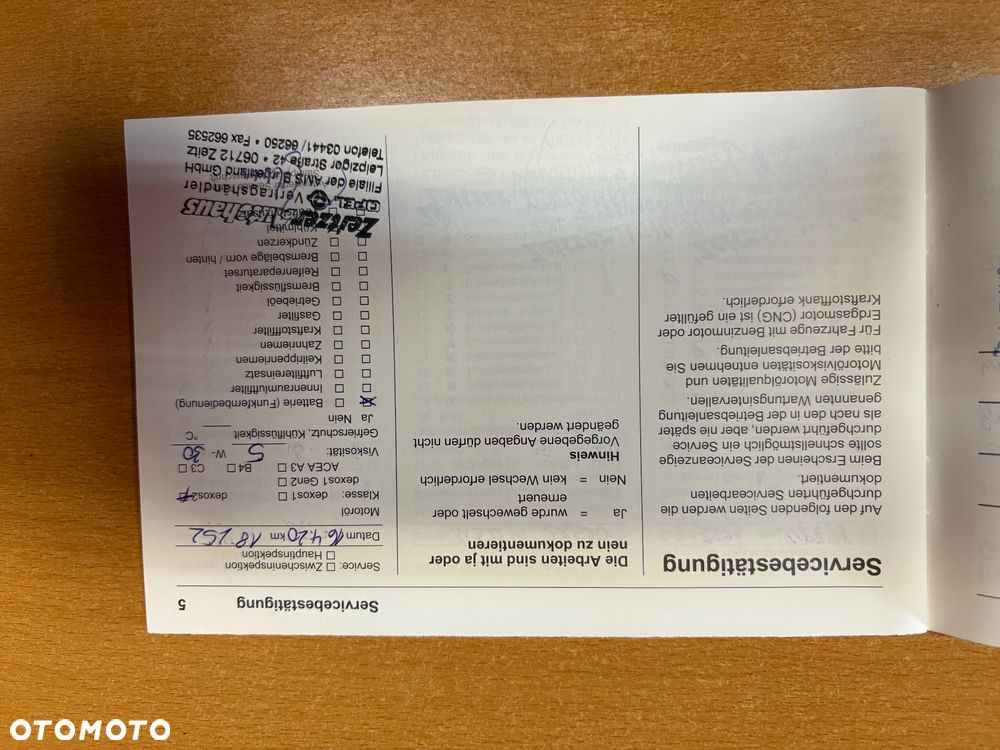 Servicebestätigung 5
Servicebestätigung
Auf den folgenden Seiten werden die
durchgeführten Servicearbeiten
dokumentiert.
Beim Erscheinen der Serviceanzeige
sollte schnellstmöglich ein Service
durchgeführt werden, aber nie später
als nach den in der Betriebsanleitung
genannten Wartungsintervallen.
Zulässige Motorölqualitäten und
Motorölviskositäten entnehmen Sie
bitte der Betriebsanleitung.
Für Fahrzeuge mit Benzinmotor oder
Erdgasmotor (CNG) ist ein gefüllter
Kraftstofftank erforderlich.
Die Arbeiten sind mit ja oder
nein zu dokumentieren
Ja = wurde gewechselt oder
erneuert
Nein = kein Wechsel erforderlich
Hinweis
Vorgegebene Angaben dürfen nicht
geändert werden.
Service: Zwischeninspektion
Hauptinspektion
Datum 16.4.20 km 18.252
Motoröl
Klasse: dexos1 dexos2
dexos1 Gen2
ACEA A3 B4 C3
Viskosität: 5 W- 30
Gefrierschutz, Kühlflüssigkeit °C
Ja Nein
Batterie (Funkfernbedienung)
Innenraumluftfilter
Luftfiltereinsatz
Keilrippenriemen
Zahnriemen
Kraftstofffilter
Gasfilter
Getriebeöl
Bremsflüssigkeit
Reifenreparaturset
Bremsbeläge vorn / hinten
Zündkerzen
Kühlmittel
Zeitzer Autohaus
OPEL Vertragshändler
Filiale der AMS Burgenland GmbH
Leipziger Straße 42 • 06712 Zeitz
Telefon 03441/ 66250 • Fax 662535
OTOMOTO